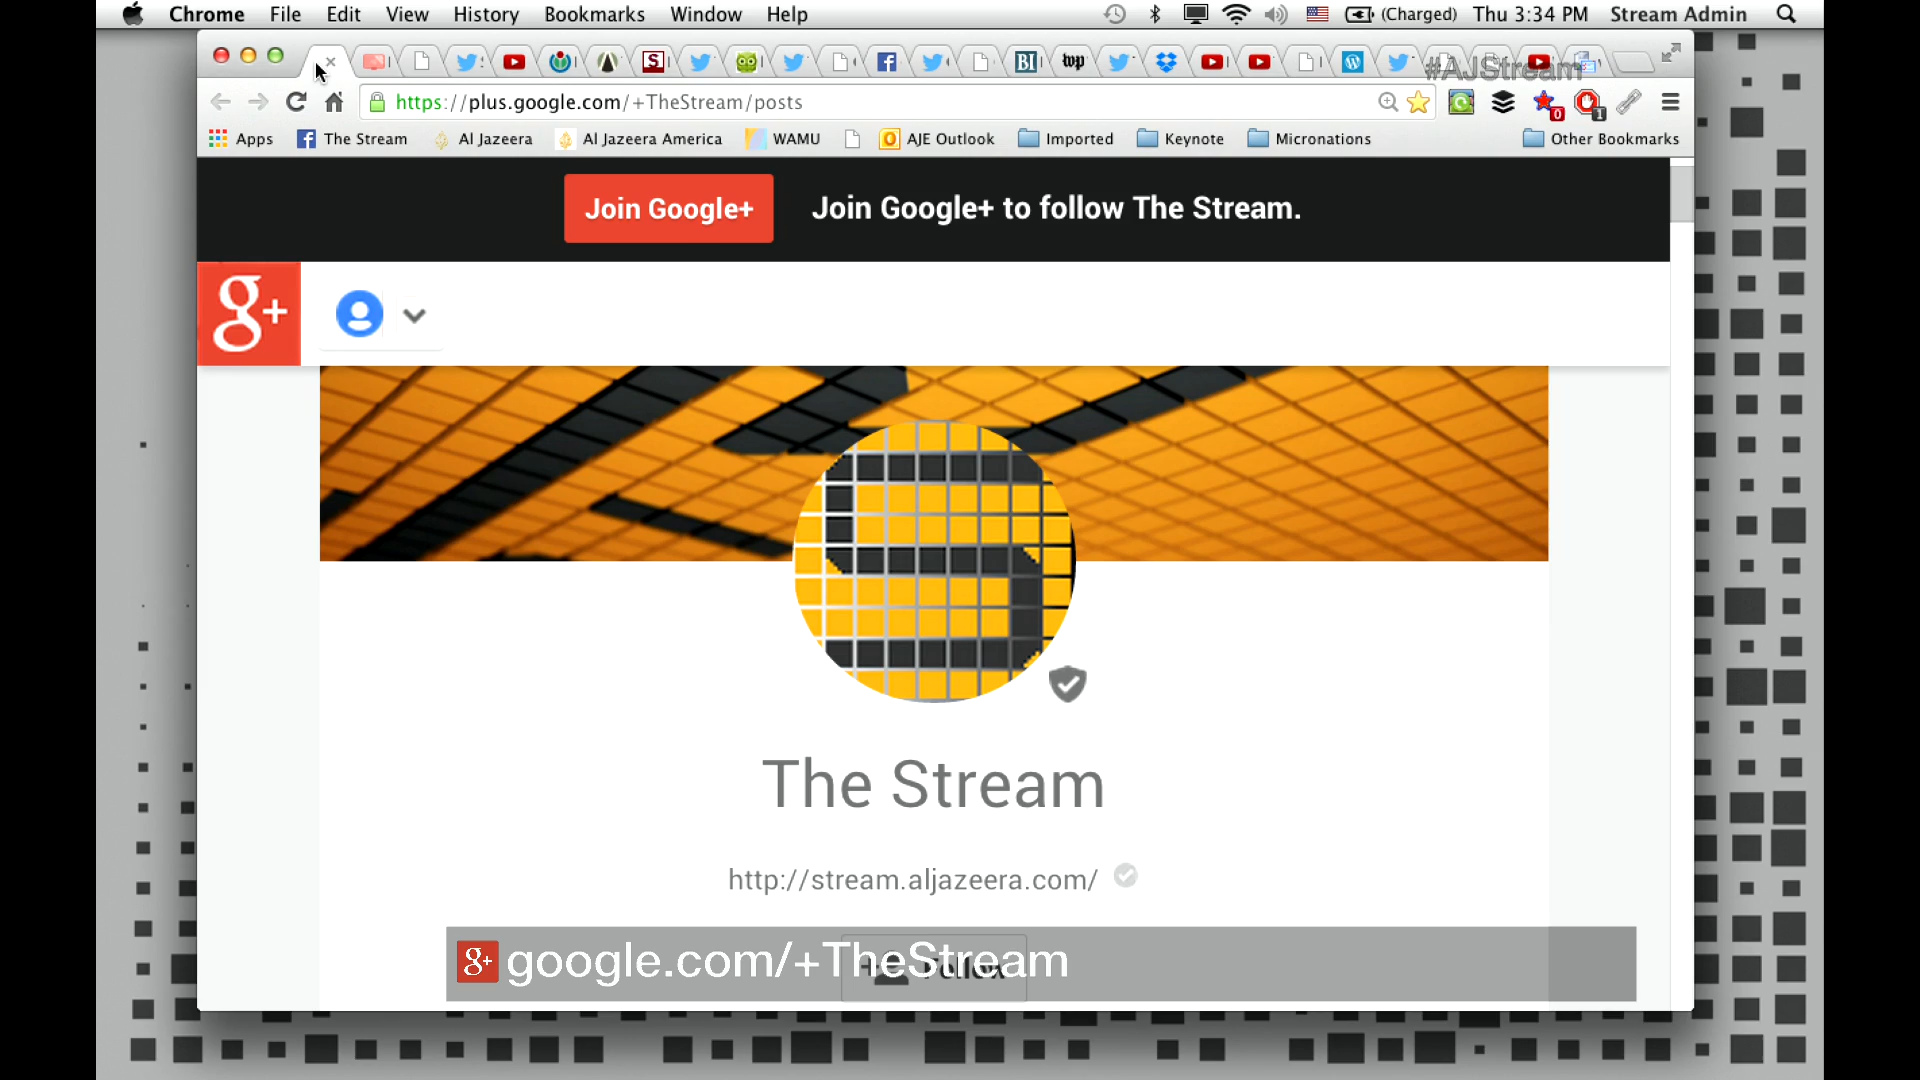 Chrome File Edit View History Bookmarks Window Help (Charged) Thu 3:34 PM Stream Admin
#AJStream
https://plus.google.com/+TheStream/posts
Apps The Stream Al Jazeera Al Jazeera America WAMU AJE Outlook Imported Keynote Micronations Other Bookmarks
Join Google+ Join Google+ to follow The Stream.
g+
The Stream
http://stream.aljazeera.com/
g+ google.com/+TheStream
Follow